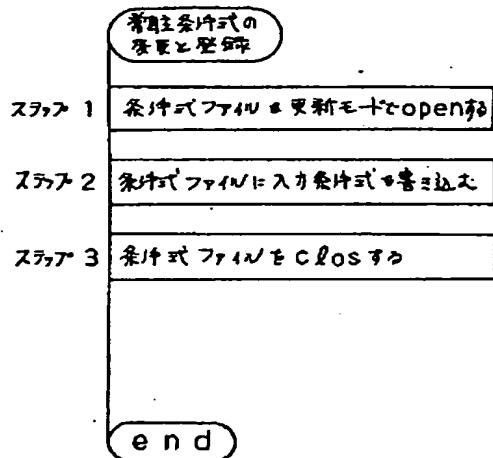 常駐条件式の
変更と登録
ステップ 1 条件式ファイルを更新モードでopenする
ステップ 2 条件式ファイルに入力条件式を書き込む
ステップ 3 条件式ファイルをclosする
end